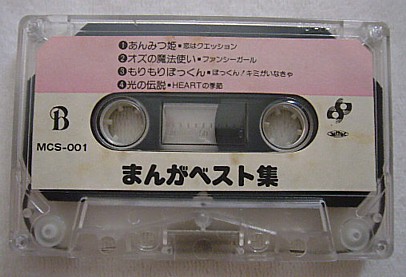 ❶あんみつ姫•恋はクエッション
❷オズの魔法使い•ファンシーガール
❸もりもりぼっくん•ぼっくん!キミがいなきゃ
❹光の伝説•HEARTの季節
B
MCS-001
まんがベスト集